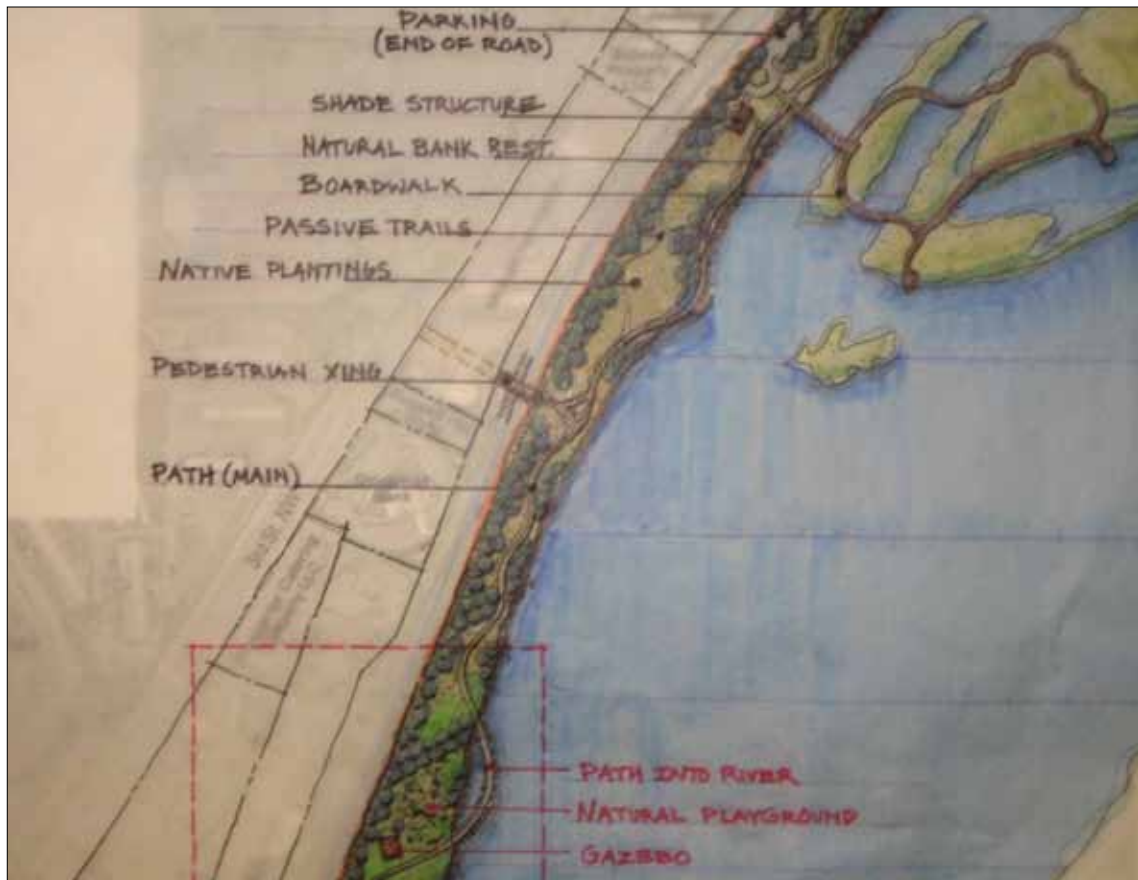 PARKING
(END OF ROAD)
SHADE STRUCTURE
NATURAL BANK REST.
BOARDWALK
PASSIVE TRAILS
NATIVE PLANTINGS
PEDESTRIAN XING
PATH (MAIN)
PATH INTO RIVER
NATURAL PLAYGROUND
GAZEBO